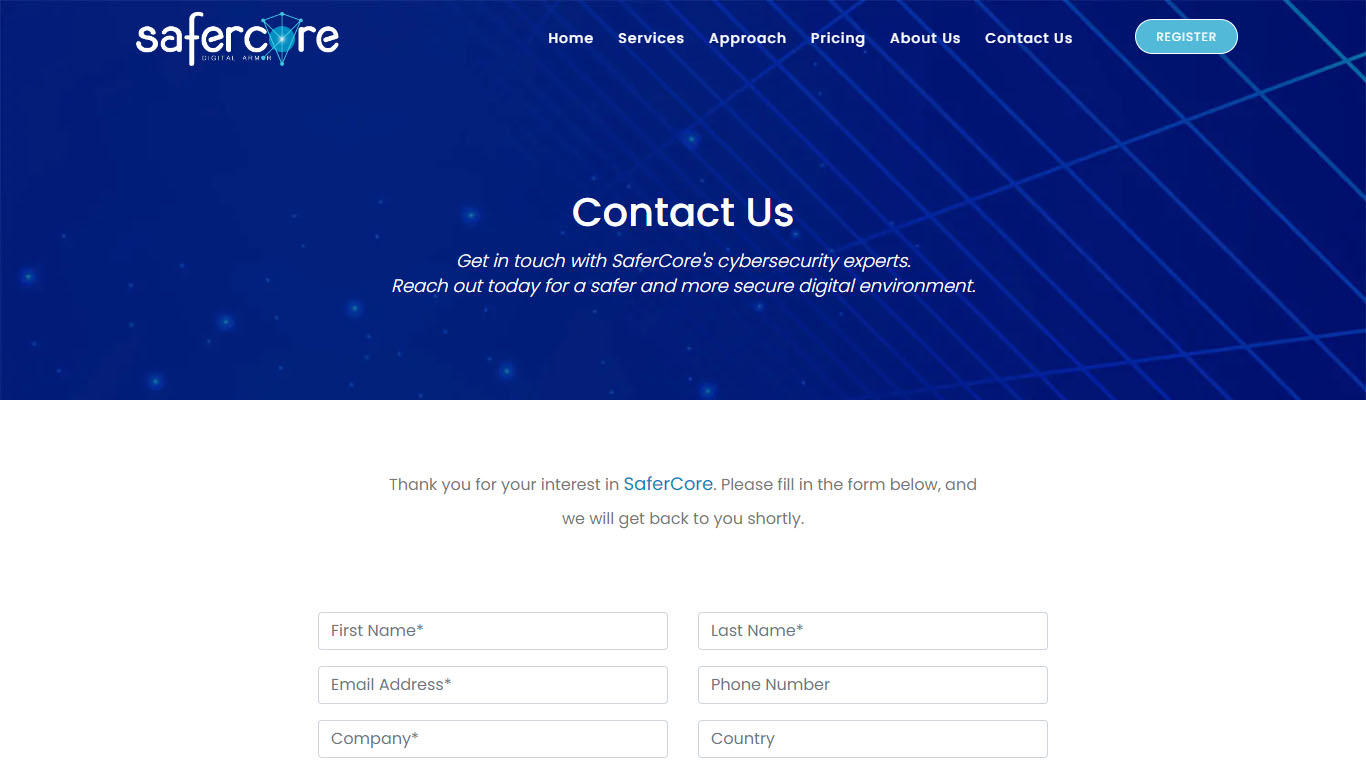 safercore
DIGITAL ARMOR
Home Services Approach Pricing About Us Contact Us REGISTER
Contact Us
Get in touch with SaferCore's cybersecurity experts.
Reach out today for a safer and more secure digital environment.
Thank you for your interest in SaferCore. Please fill in the form below, and
we will get back to you shortly.
First Name* Last Name*
Email Address* Phone Number
Company* Country